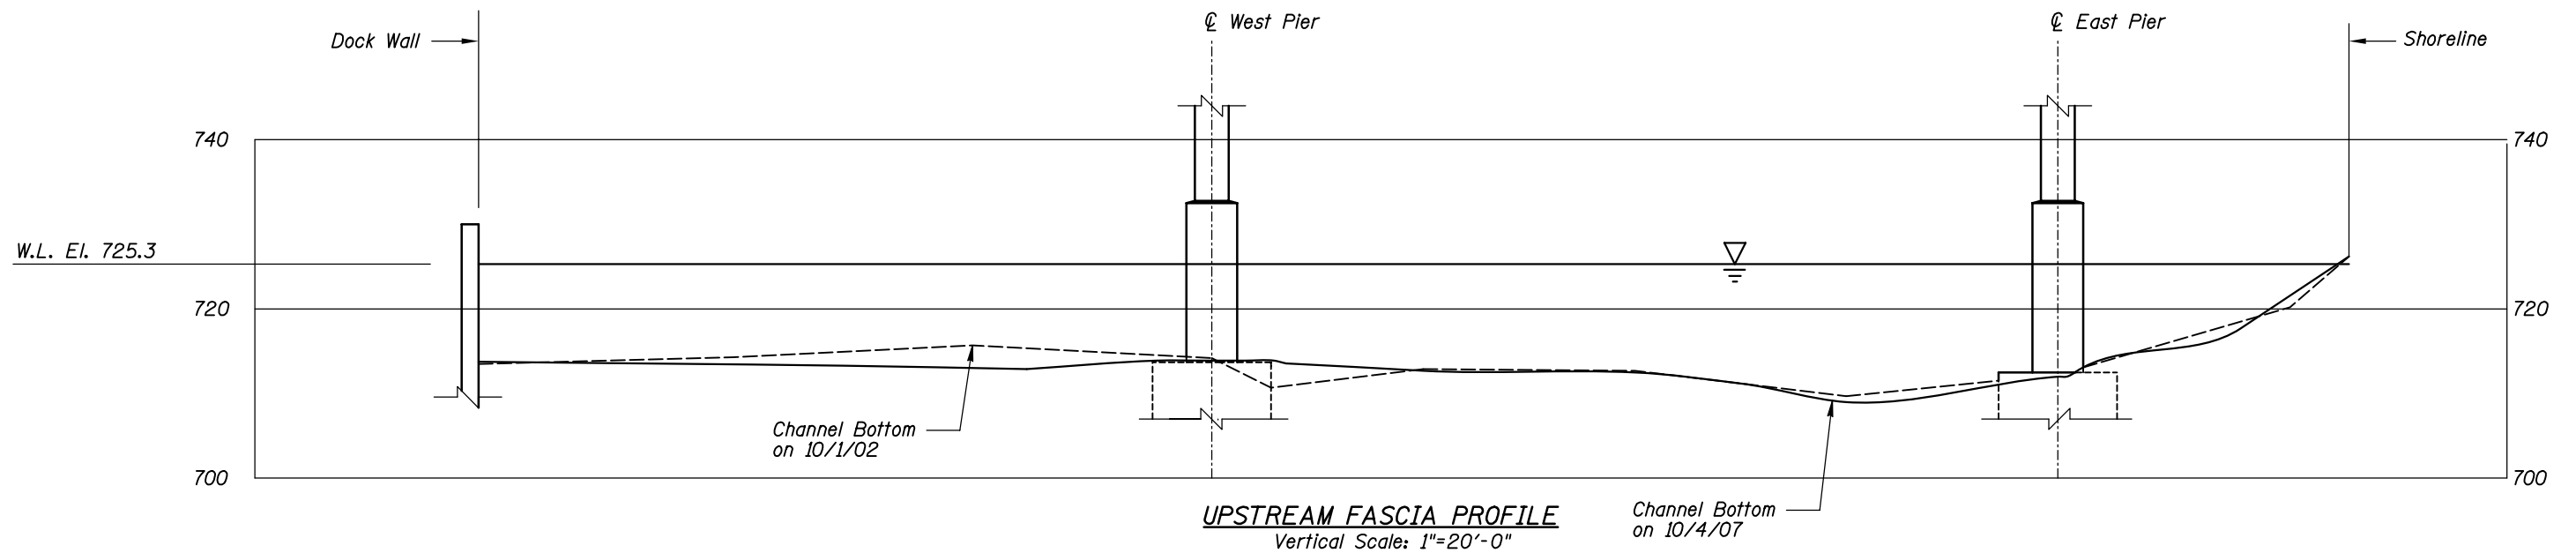 Dock Wall
℄ West Pier
℄ East Pier
Shoreline
740
740
W.L. El. 725.3
720
720
Channel Bottom
on 10/1/02
700
700
Channel Bottom
on 10/4/07
UPSTREAM FASCIA PROFILE
Vertical Scale: 1"=20'-0"